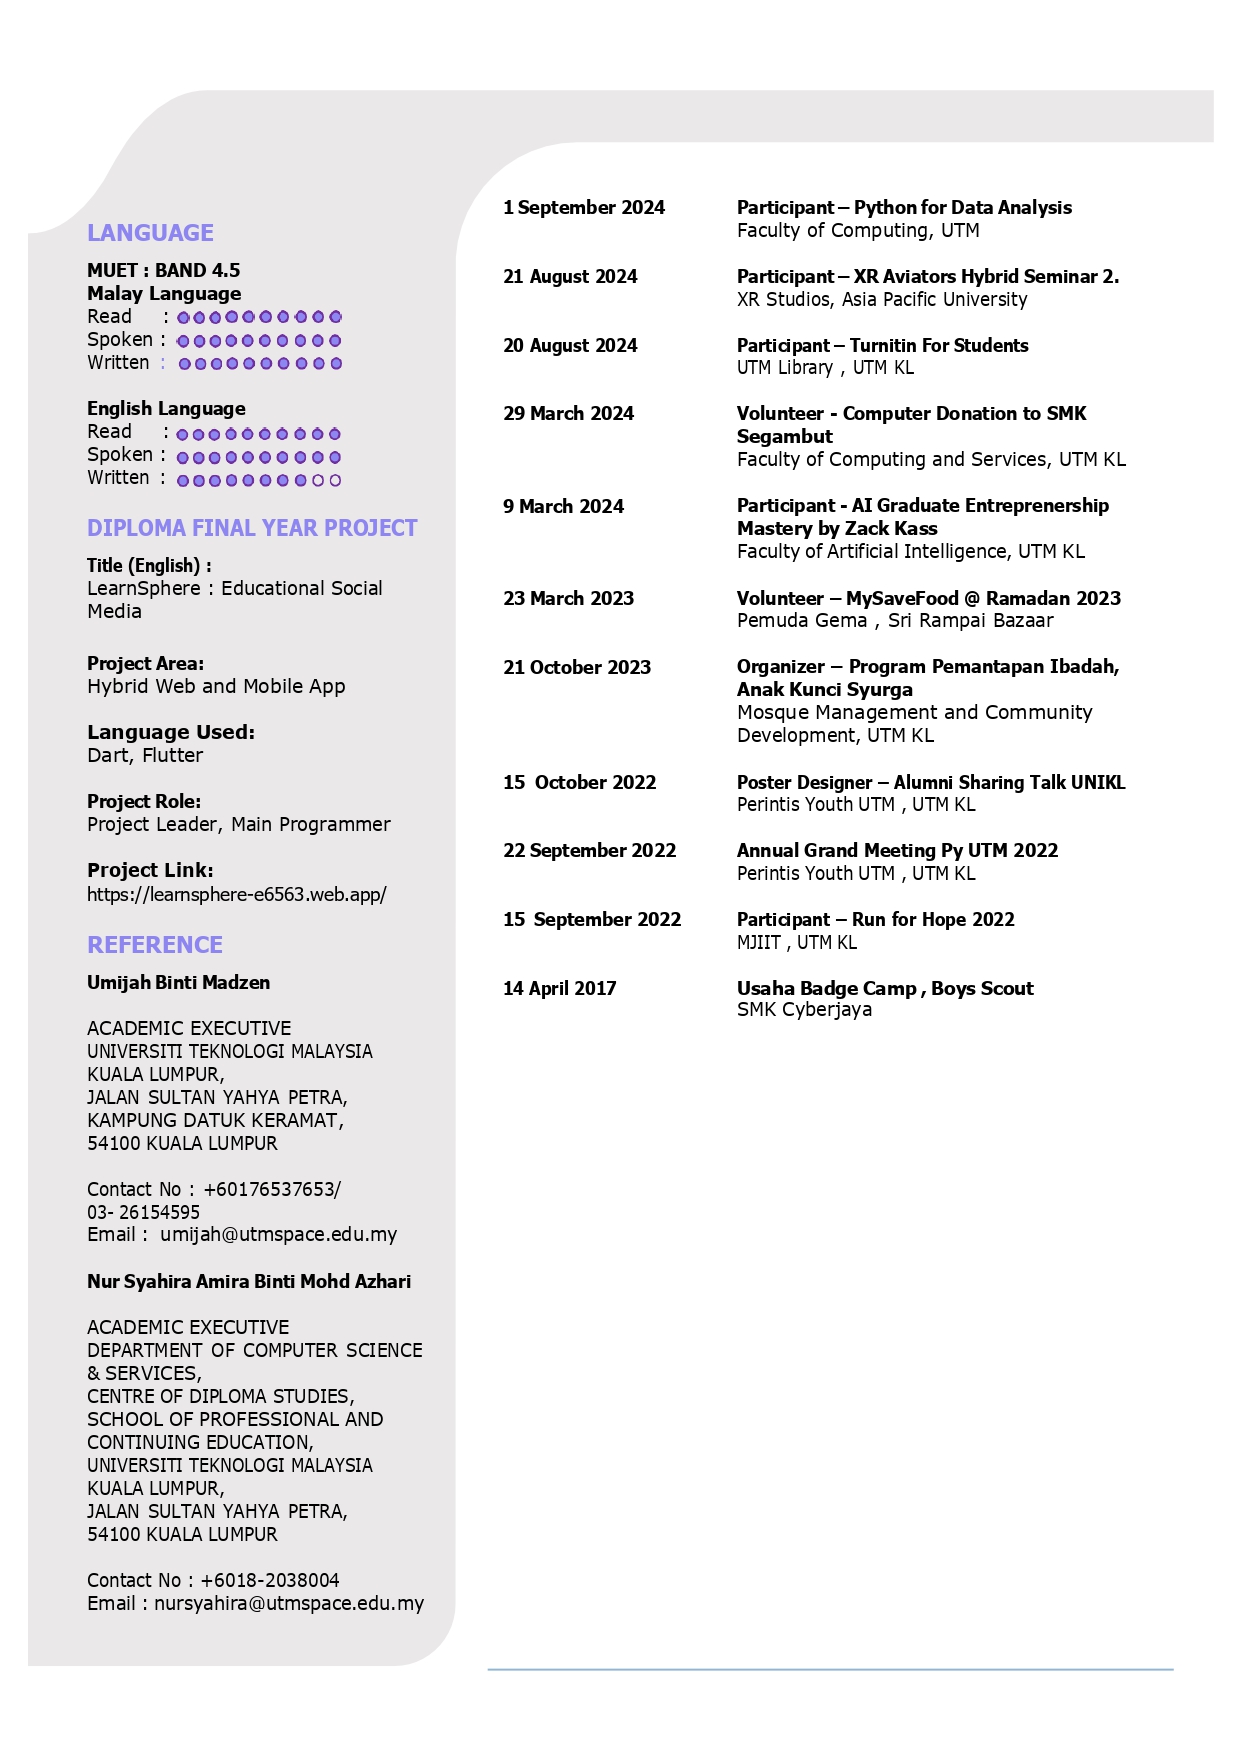 LANGUAGE
MUET : BAND 4.5
Malay Language
Read :
Spoken :
Written :
English Language
Read :
Spoken :
Written :
DIPLOMA FINAL YEAR PROJECT
Title (English) :
LearnSphere : Educational Social
Media
Project Area:
Hybrid Web and Mobile App
Language Used:
Dart, Flutter
Project Role:
Project Leader, Main Programmer
Project Link:
https://learnsphere-e6563.web.app/
REFERENCE
Umijah Binti Madzen
ACADEMIC EXECUTIVE
UNIVERSITI TEKNOLOGI MALAYSIA
KUALA LUMPUR,
JALAN SULTAN YAHYA PETRA,
KAMPUNG DATUK KERAMAT,
54100 KUALA LUMPUR
Contact No : +60176537653/
03- 26154595
Email : umijah@utmspace.edu.my
Nur Syahira Amira Binti Mohd Azhari
ACADEMIC EXECUTIVE
DEPARTMENT OF COMPUTER SCIENCE
& SERVICES,
CENTRE OF DIPLOMA STUDIES,
SCHOOL OF PROFESSIONAL AND
CONTINUING EDUCATION,
UNIVERSITI TEKNOLOGI MALAYSIA
KUALA LUMPUR,
JALAN SULTAN YAHYA PETRA,
54100 KUALA LUMPUR
Contact No : +6018-2038004
Email : nursyahira@utmspace.edu.my
1 September 2024 Participant – Python for Data Analysis
Faculty of Computing, UTM
21 August 2024 Participant – XR Aviators Hybrid Seminar 2.
XR Studios, Asia Pacific University
20 August 2024 Participant – Turnitin For Students
UTM Library , UTM KL
29 March 2024 Volunteer - Computer Donation to SMK
Segambut
Faculty of Computing and Services, UTM KL
9 March 2024 Participant - AI Graduate Entreprenership
Mastery by Zack Kass
Faculty of Artificial Intelligence, UTM KL
23 March 2023 Volunteer – MySaveFood @ Ramadan 2023
Pemuda Gema , Sri Rampai Bazaar
21 October 2023 Organizer – Program Pemantapan Ibadah,
Anak Kunci Syurga
Mosque Management and Community
Development, UTM KL
15 October 2022 Poster Designer – Alumni Sharing Talk UNIKL
Perintis Youth UTM , UTM KL
22 September 2022 Annual Grand Meeting Py UTM 2022
Perintis Youth UTM , UTM KL
15 September 2022 Participant – Run for Hope 2022
MJIIT , UTM KL
14 April 2017 Usaha Badge Camp , Boys Scout
SMK Cyberjaya